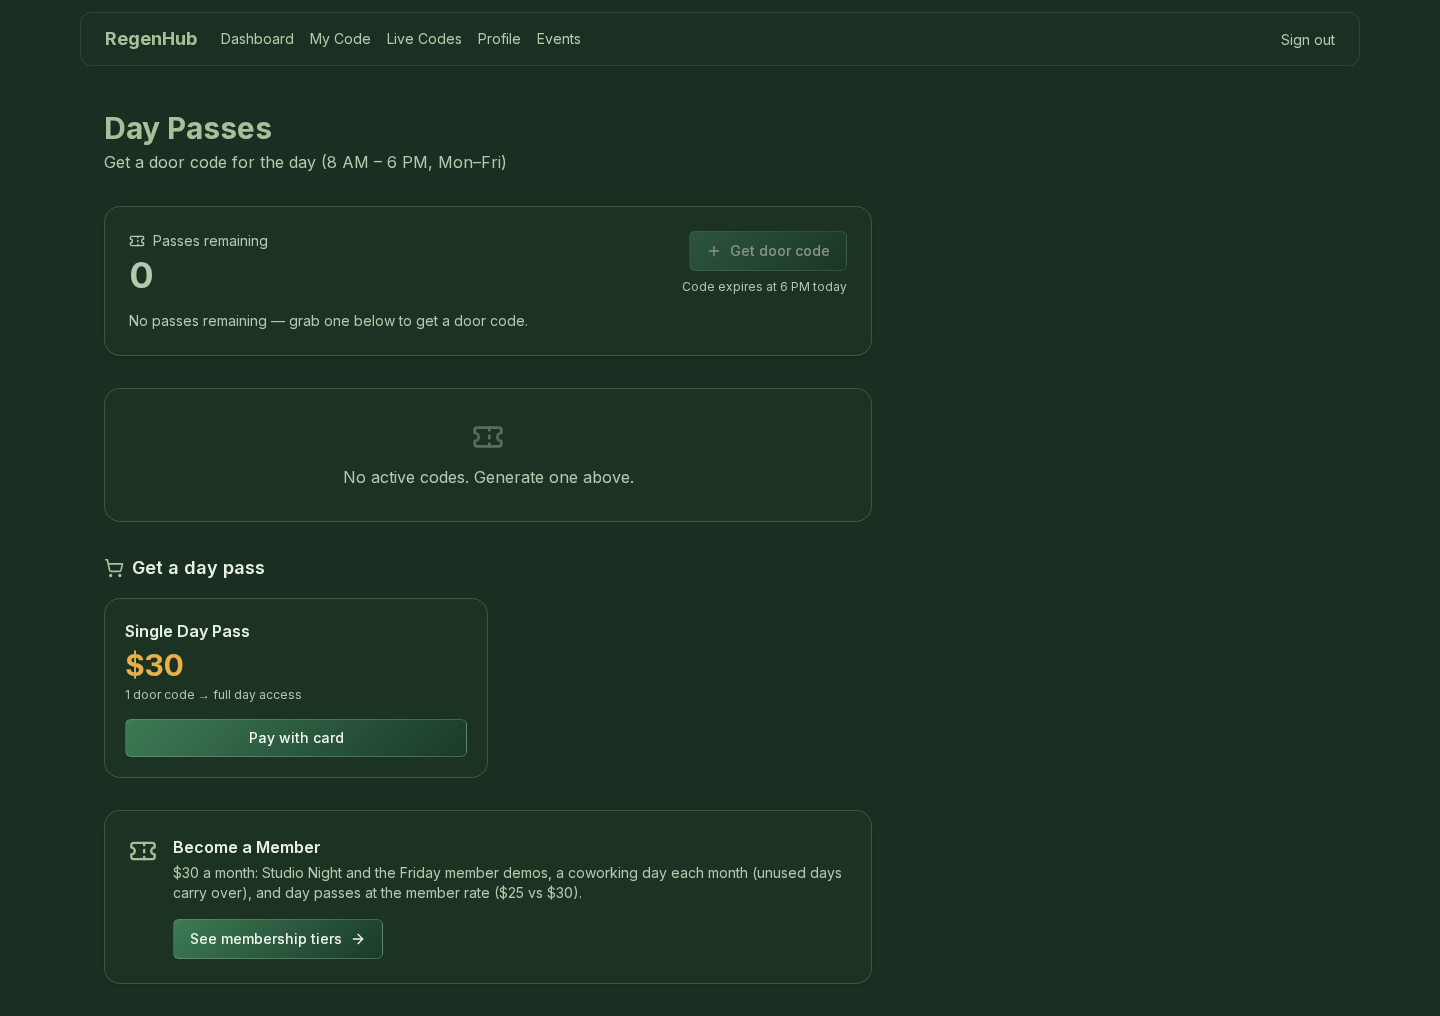 RegenHub Dashboard My Code Live Codes Profile Events Sign out
Day Passes
Get a door code for the day (8 AM – 6 PM, Mon–Fri)
Passes remaining
0
Get door code
Code expires at 6 PM today
No passes remaining — grab one below to get a door code.
No active codes. Generate one above.
Get a day pass
Single Day Pass
$30
1 door code → full day access
Pay with card
Become a Member
$30 a month: Studio Night and the Friday member demos, a coworking day each month (unused days
carry over), and day passes at the member rate ($25 vs $30).
See membership tiers →